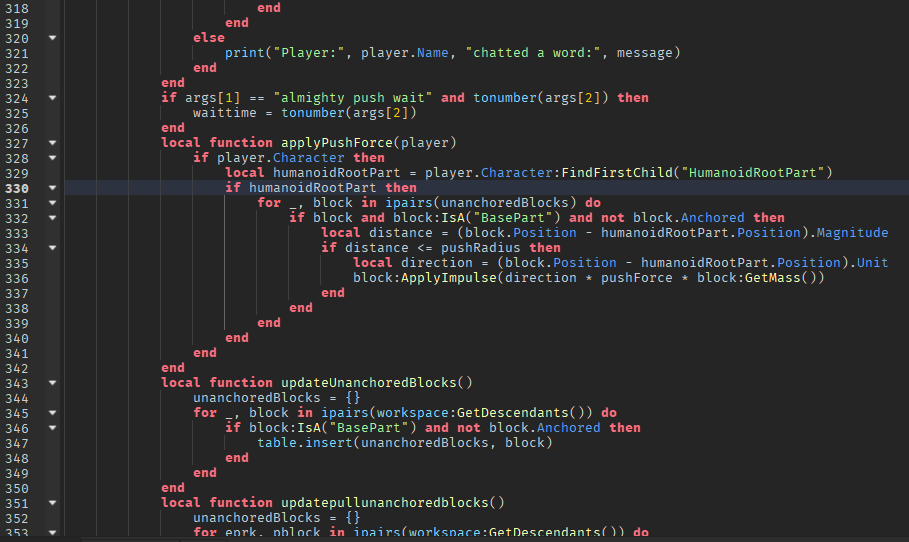 318 end
319 end
320 else
321 print("Player:", player.Name, "chatted a word:", message)
322 end
323 end
324 if args[1] == "almighty push wait" and tonumber(args[2]) then
325 waittime = tonumber(args[2])
326 end
327 local function applyPushForce(player)
328 if player.Character then
329 local humanoidRootPart = player.Character:FindFirstChild("HumanoidRootPart")
330 if humanoidRootPart then
331 for _, block in ipairs(unanchoredBlocks) do
332 if block and block:IsA("BasePart") and not block.Anchored then
333 local distance = (block.Position - humanoidRootPart.Position).Magnitude
334 if distance <= pushRadius then
335 local direction = (block.Position - humanoidRootPart.Position).Unit
336 block:ApplyImpulse(direction * pushForce * block:GetMass())
337 end
338 end
339 end
340 end
341 end
342 end
343 local function updateUnanchoredBlocks()
344 unanchoredBlocks = {}
345 for _, block in ipairs(workspace:GetDescendants()) do
346 if block:IsA("BasePart") and not block.Anchored then
347 table.insert(unanchoredBlocks, block)
348 end
349 end
350 end
351 local function updatepullunanchoredblocks()
352 unanchoredBlocks = {}
353 for eprk, pblock in ipairs(workspace:GetDescendants()) do